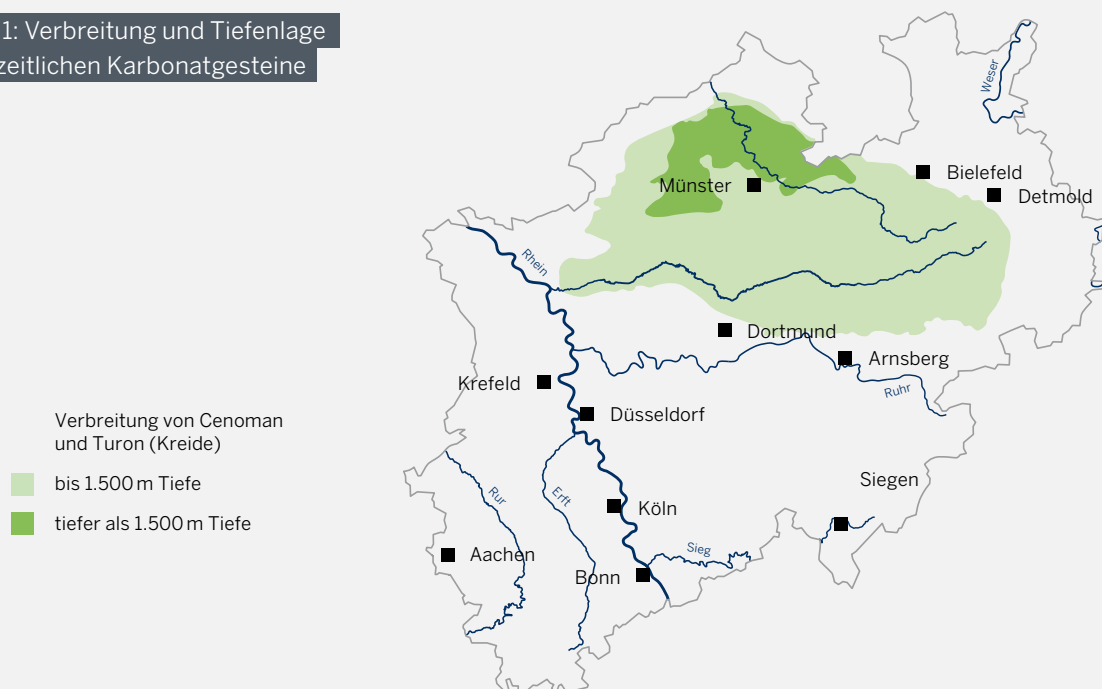 1: Verbreitung und Tiefenlage
zeitlichen Karbonatgesteine
Weser
Bielefeld
Münster
Detmold
Rhein
Dortmund
Arnsberg
Krefeld
Ruhr
Düsseldorf
Verbreitung von Cenoman
und Turon (Kreide)
bis 1.500 m Tiefe
tiefer als 1.500 m Tiefe
Siegen
Rur
Erft
Köln
Aachen
Sieg
Bonn